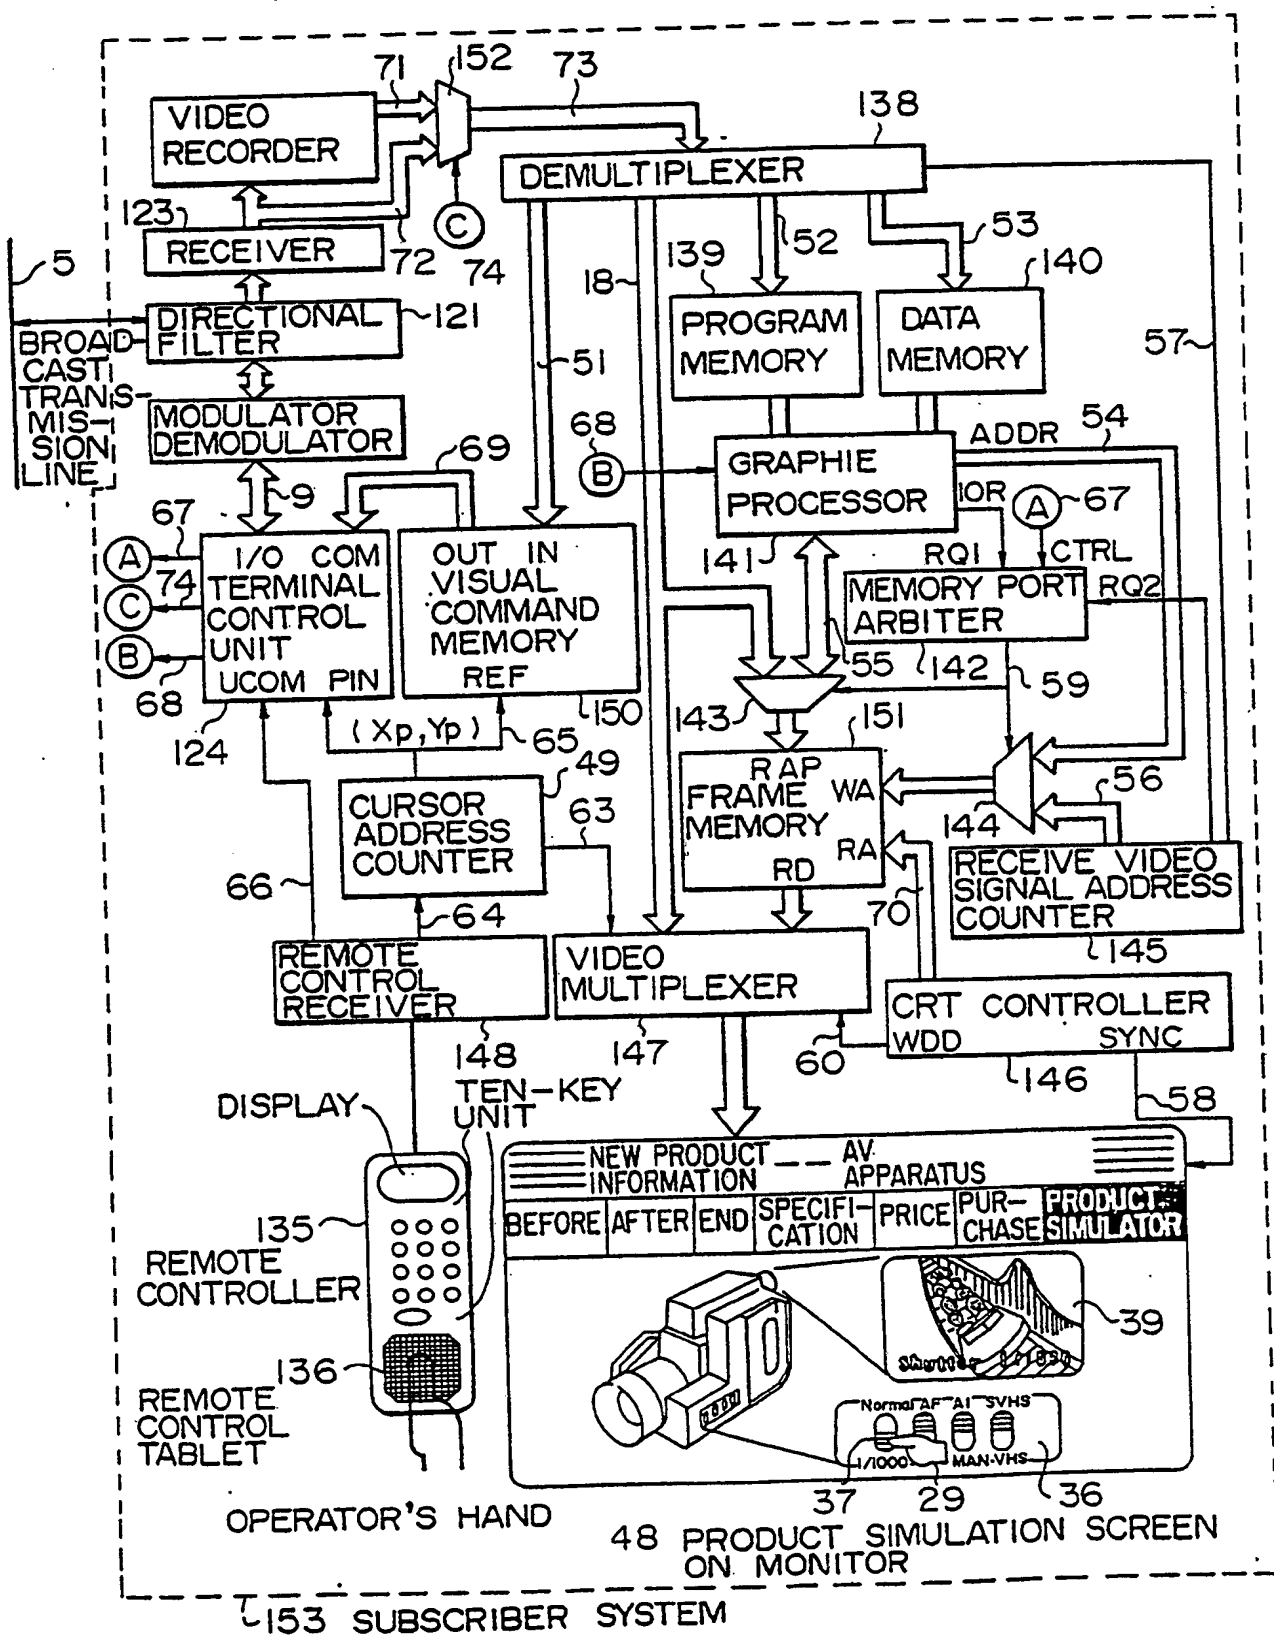 71
152
73
138
VIDEO
RECORDER
DEMULTIPLEXER
123
RECEIVER
72
C
74
5
DIRECTIONAL
FILTER
121
BROAD
CAST
TRANS-
MIS-
SION
LINE
MODULATOR
DEMODULATOR
9
69
51
18
52
53
139
140
PROGRAM
MEMORY
DATA
MEMORY
57
68
B
GRAPHIE
PROCESSOR
ADDR
54
IOR
A
67
141
RQ1
CTRL
MEMORY PORT
ARBITER
RQ2
142
59
55
A
67
C
74
B
68
I/O COM
TERMINAL
CONTROL
UNIT
UCOM PIN
124
OUT IN
VISUAL
COMMAND
MEMORY
REF
150
(Xp,Yp)
65
143
151
RAP
FRAME WA
MEMORY
RA
RD
144
56
49
CURSOR
ADDRESS
COUNTER
63
66
64
70
RECEIVE VIDEO
SIGNAL ADDRESS
COUNTER
145
REMOTE
CONTROL
RECEIVER
148
VIDEO
MULTIPLEXER
147
60
CRT CONTROLLER
WDD SYNC
146
58
DISPLAY
TEN-KEY
UNIT
135
REMOTE
CONTROLLER
136
REMOTE
CONTROL
TABLET
OPERATOR'S HAND
NEW PRODUCT
INFORMATION
AV
APPARATUS
BEFORE
AFTER
END
SPECIFI-
CATION
PRICE
PUR-
CHASE
PRODUCT
SIMULATOR
39
Shutter
Normal AF AI SVHS
1/1000
MAN-VHS
37
29
36
48 PRODUCT SIMULATION SCREEN
ON MONITOR
153 SUBSCRIBER SYSTEM